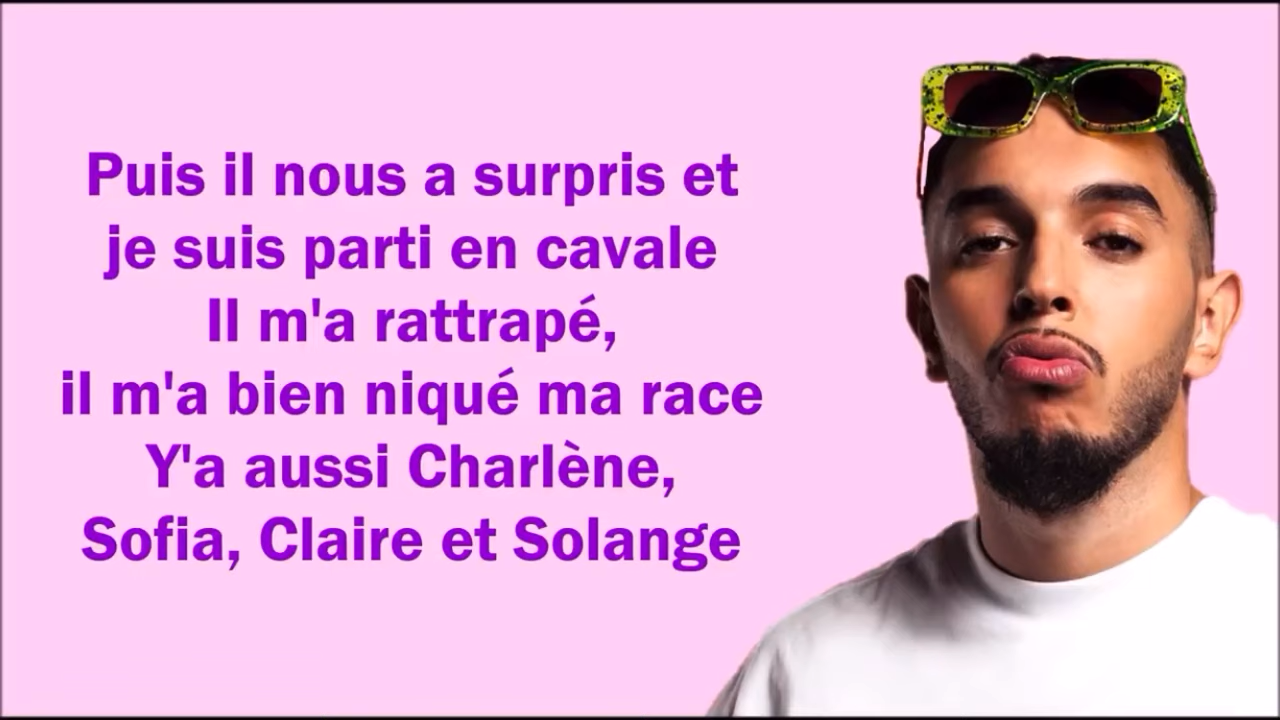 Puis il nous a surpris et
je suis parti en cavale
Il m'a rattrapé,
il m'a bien niqué ma race
Y'a aussi Charlène,
Sofia, Claire et Solange